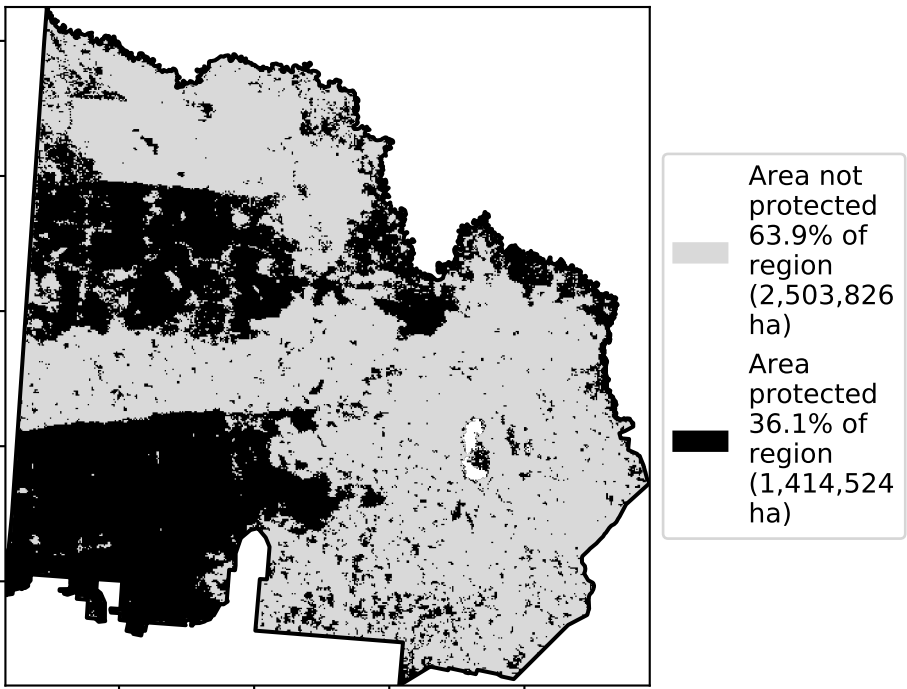 Area not
protected
63.9% of
region
(2,503,826
ha)
Area
protected
36.1% of
region
(1,414,524
ha)